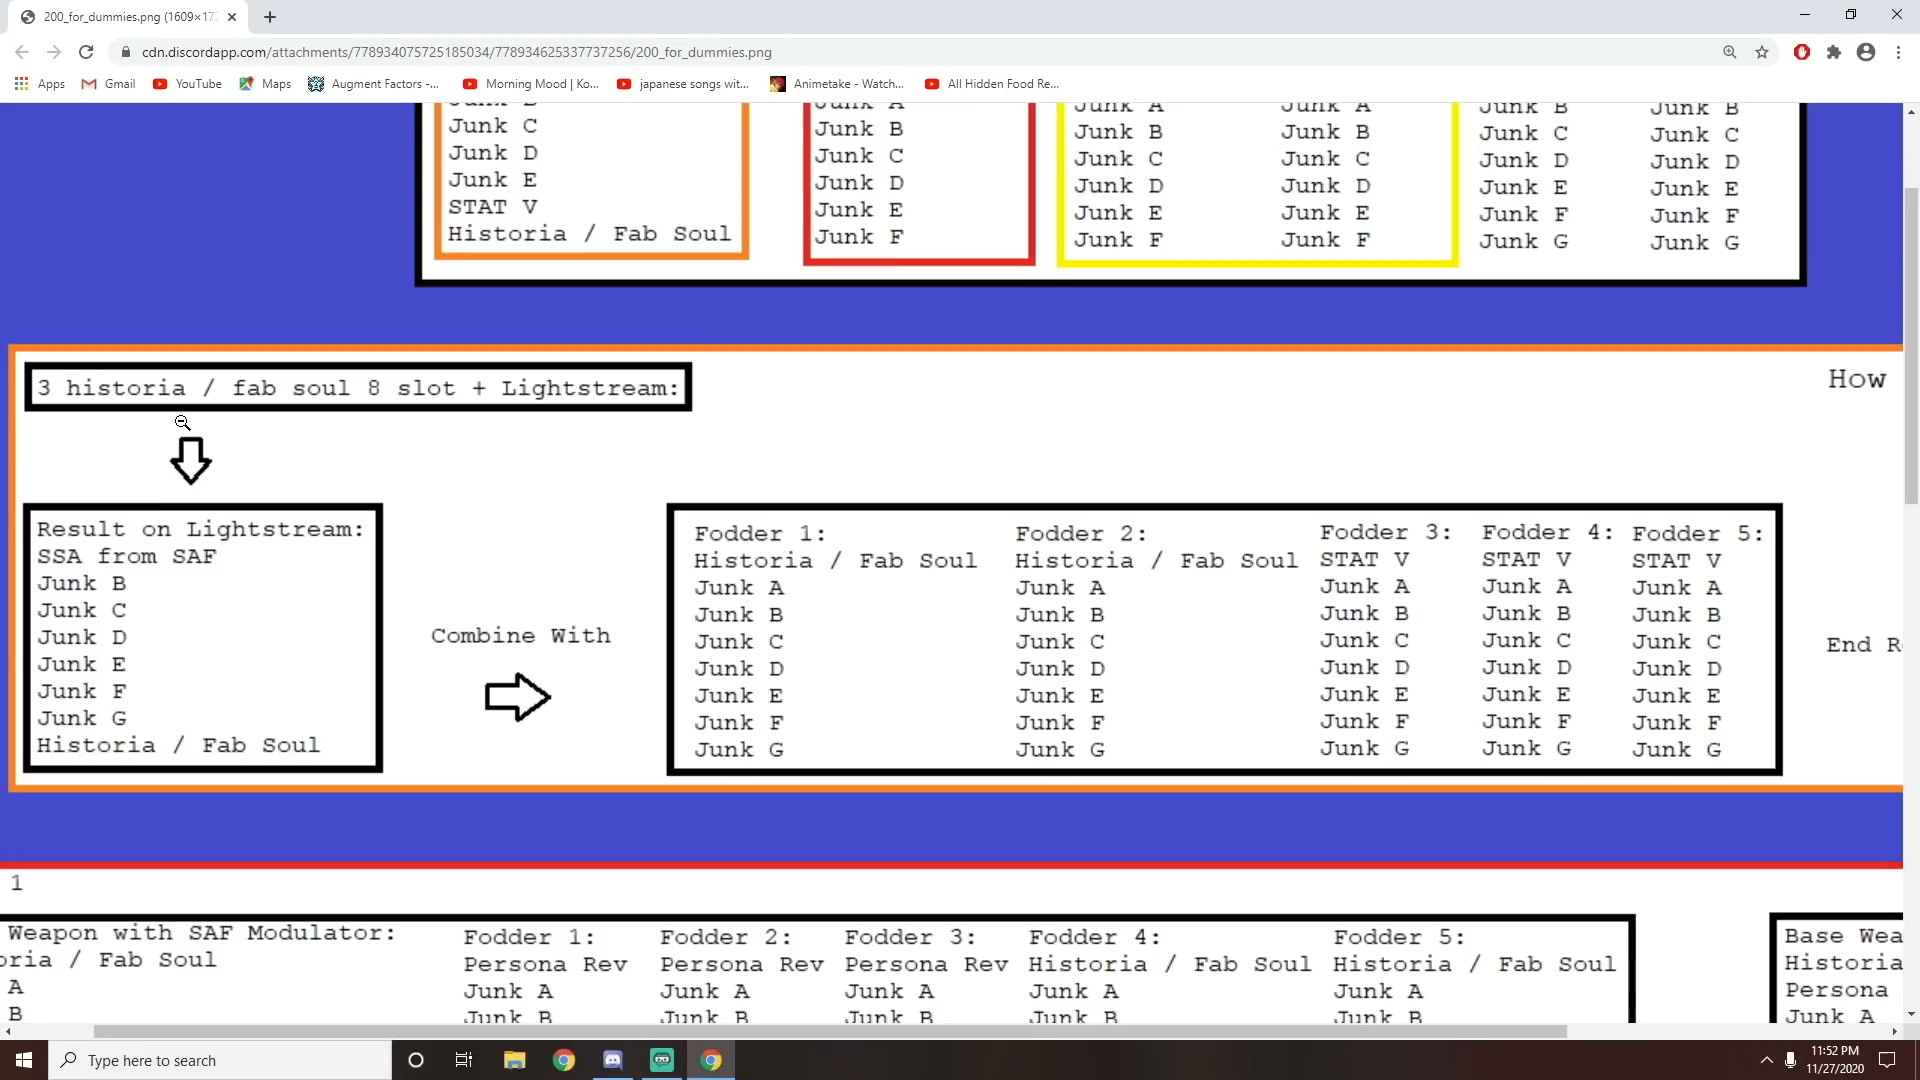 200_for_dummies.png (1609×172
cdn.discordapp.com/attachments/778934075725185034/778934625337737256/200_for_dummies.png
Apps Gmail YouTube Maps Augment Factors -... Morning Mood | Ko... japanese songs wit... Animetake - Watch... All Hidden Food Re...
Junk C
Junk D
Junk E
STAT V
Historia / Fab Soul
Junk A
Junk B
Junk C
Junk D
Junk E
Junk F
Junk A
Junk B
Junk C
Junk D
Junk E
Junk F
Junk A
Junk B
Junk C
Junk D
Junk E
Junk F
Junk B
Junk C
Junk D
Junk E
Junk F
Junk G
Junk B
Junk C
Junk D
Junk E
Junk F
Junk G
3 historia / fab soul 8 slot + Lightstream:
How
Result on Lightstream:
SSA from SAF
Junk B
Junk C
Junk D
Junk E
Junk F
Junk G
Historia / Fab Soul
Combine With
Fodder 1:
Historia / Fab Soul
Junk A
Junk B
Junk C
Junk D
Junk E
Junk F
Junk G
Fodder 2:
Historia / Fab Soul
Junk A
Junk B
Junk C
Junk D
Junk E
Junk F
Junk G
Fodder 3:
STAT V
Junk A
Junk B
Junk C
Junk D
Junk E
Junk F
Junk G
Fodder 4:
STAT V
Junk A
Junk B
Junk C
Junk D
Junk E
Junk F
Junk G
Fodder 5:
STAT V
Junk A
Junk B
Junk C
Junk D
Junk E
Junk F
Junk G
End R
1
Weapon with SAF Modulator:
oria / Fab Soul
A
B
Fodder 1:
Persona Rev
Junk A
Junk B
Fodder 2:
Persona Rev
Junk A
Junk B
Fodder 3:
Persona Rev
Junk A
Junk B
Fodder 4:
Historia / Fab Soul
Junk A
Junk B
Fodder 5:
Historia / Fab Soul
Junk A
Junk B
Base Wea
Historia
Persona
Junk A
Type here to search
11:52 PM
11/27/2020